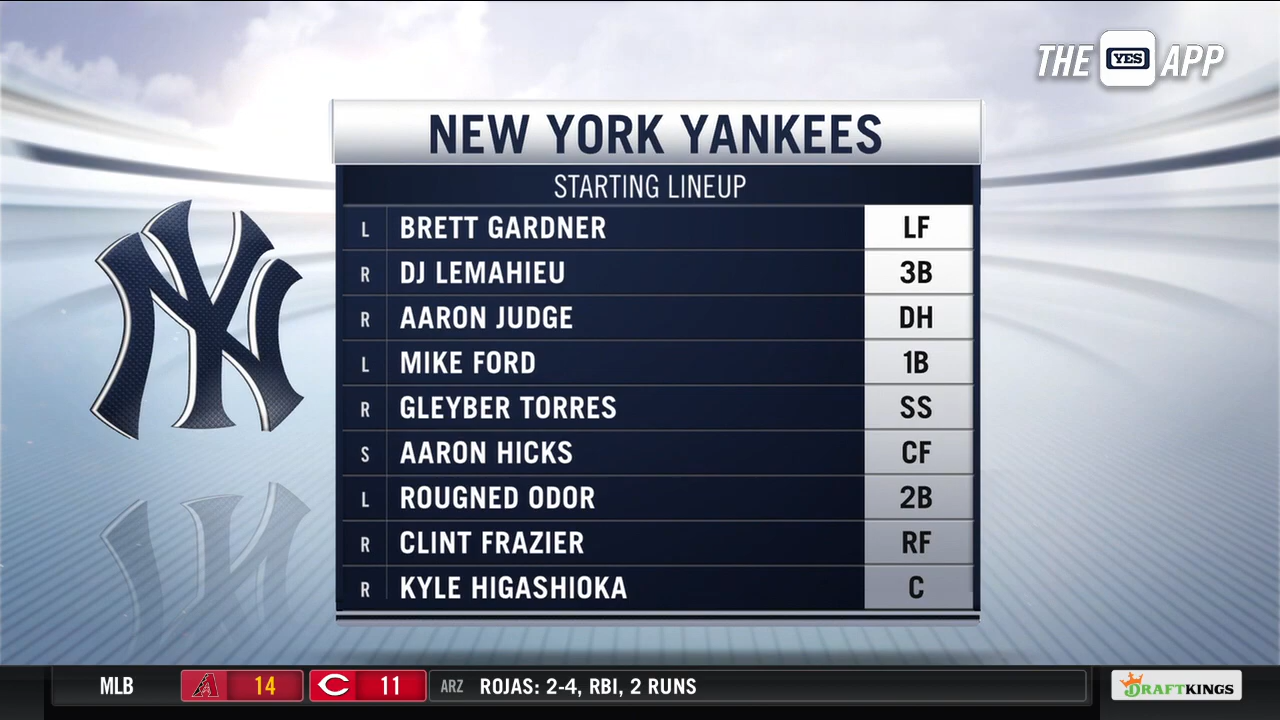 THE YES APP
NEW YORK YANKEES
STARTING LINEUP
L BRETT GARDNER LF
R DJ LEMAHIEU 3B
R AARON JUDGE DH
L MIKE FORD 1B
R GLEYBER TORRES SS
S AARON HICKS CF
L ROUGNED ODOR 2B
R CLINT FRAZIER RF
R KYLE HIGASHIOKA C
NY
MLB A 14 C 11 ARZ ROJAS: 2-4, RBI, 2 RUNS DRAFTKINGS